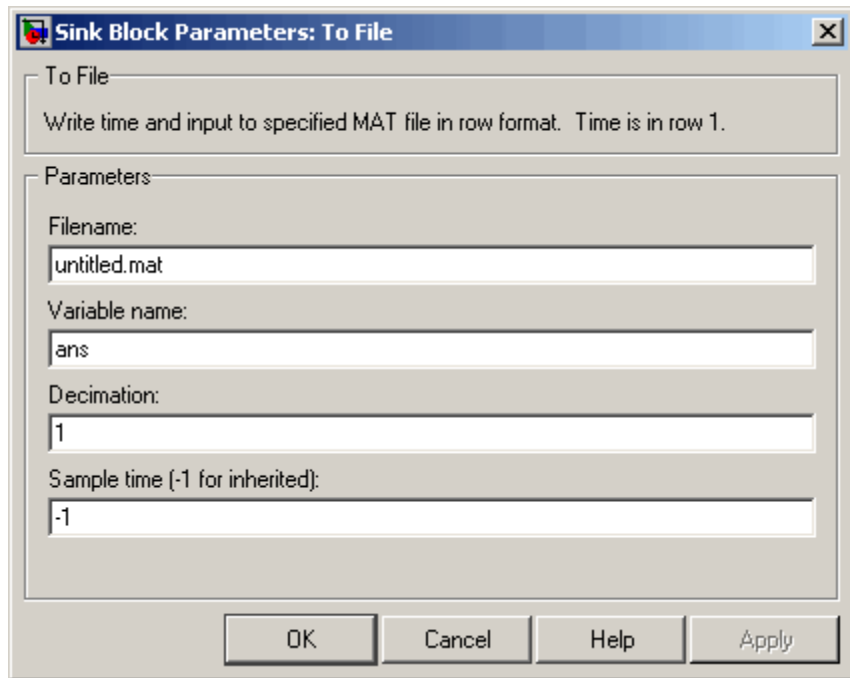 Sink Block Parameters: To File
To File
Write time and input to specified MAT file in row format.  Time is in row 1.
Parameters
Filename:
untitled.mat
Variable name:
ans
Decimation:
1
Sample time (-1 for inherited):
-1
OK
Cancel
Help
Apply